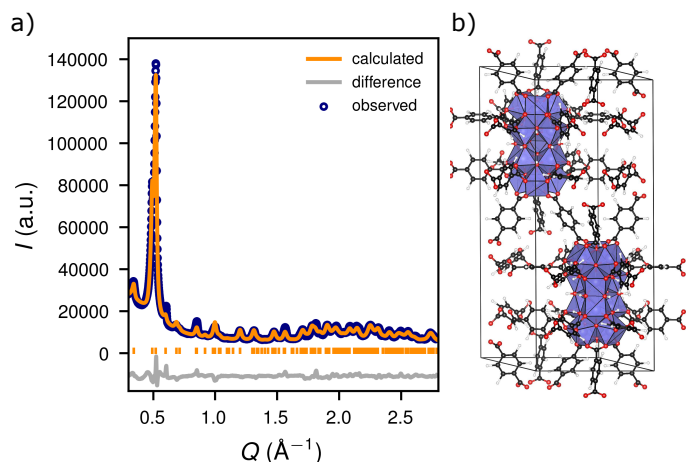 a)
b)
calculated
difference
observed
140000
120000
100000
80000
60000
40000
20000
0
I (a.u.)
0.5 1.0 1.5 2.0 2.5
Q (Å⁻¹)